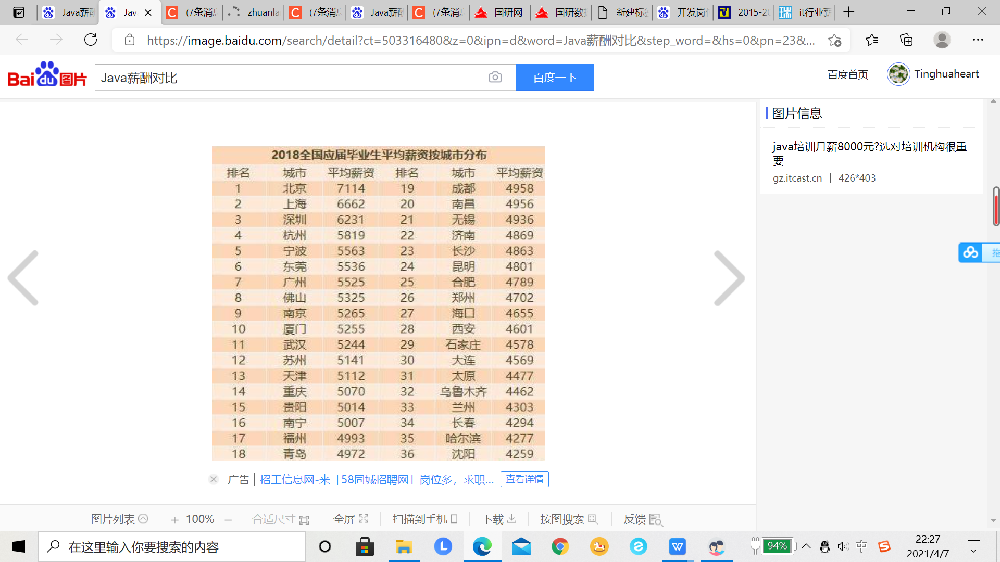 Java薪酬
Jav
(7条消息
zhuanla
(7条消息
Java薪酬
(7条消息
国研网
国研数据
新建标签
开发岗位
2015-20
it行业薪
https://image.baidu.com/search/detail?ct=503316480&z=0&ipn=d&word=Java薪酬对比&step_word=&hs=0&pn=23&...
Bai du 图片
Java薪酬对比
百度一下
百度首页
Tinghuaheart
图片信息
java培训月薪8000元?选对培训机构很重
要
gz.itcast.cn | 426*403
拖
2018全国应届毕业生平均薪资按城市分布
排名 城市 平均薪资 排名 城市 平均薪资
1 北京 7114 19 成都 4958
2 上海 6662 20 南昌 4956
3 深圳 6231 21 无锡 4936
4 杭州 5819 22 济南 4869
5 宁波 5563 23 长沙 4863
6 东莞 5536 24 昆明 4801
7 广州 5525 25 合肥 4789
8 佛山 5325 26 郑州 4702
9 南京 5265 27 海口 4655
10 厦门 5255 28 西安 4601
11 武汉 5244 29 石家庄 4578
12 苏州 5141 30 大连 4569
13 天津 5112 31 太原 4477
14 重庆 5070 32 乌鲁木齐 4462
15 贵阳 5014 33 兰州 4303
16 南宁 5007 34 长春 4294
17 福州 4993 35 哈尔滨 4277
18 青岛 4972 36 沈阳 4259
广告 | 招工信息网-来「58同城招聘网」岗位多，求职... 查看详情
图片列表 + 100% − 合适尺寸 全屏 扫描到手机 下载 按图搜索 反馈
在这里输入你要搜索的内容
94%
中
22:27
2021/4/7